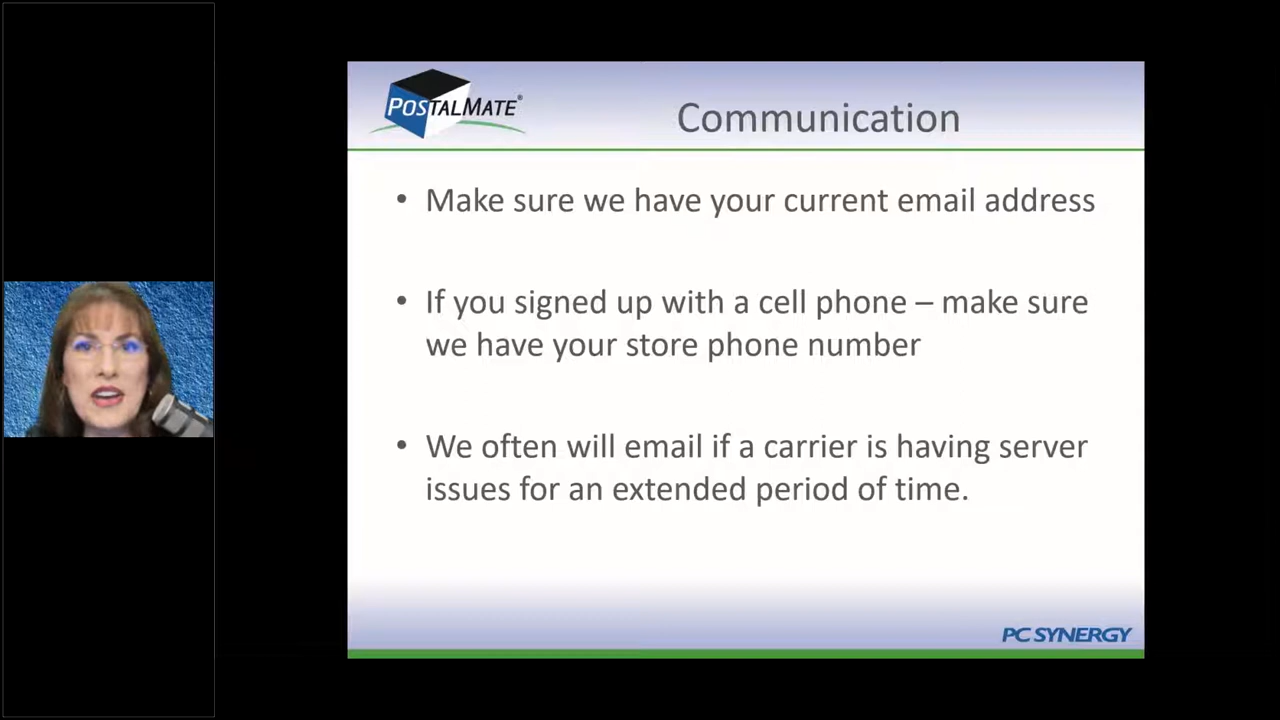 POSTALMATE®
Communication
• Make sure we have your current email address
• If you signed up with a cell phone – make sure
we have your store phone number
• We often will email if a carrier is having server
issues for an extended period of time.
PC SYNERGY